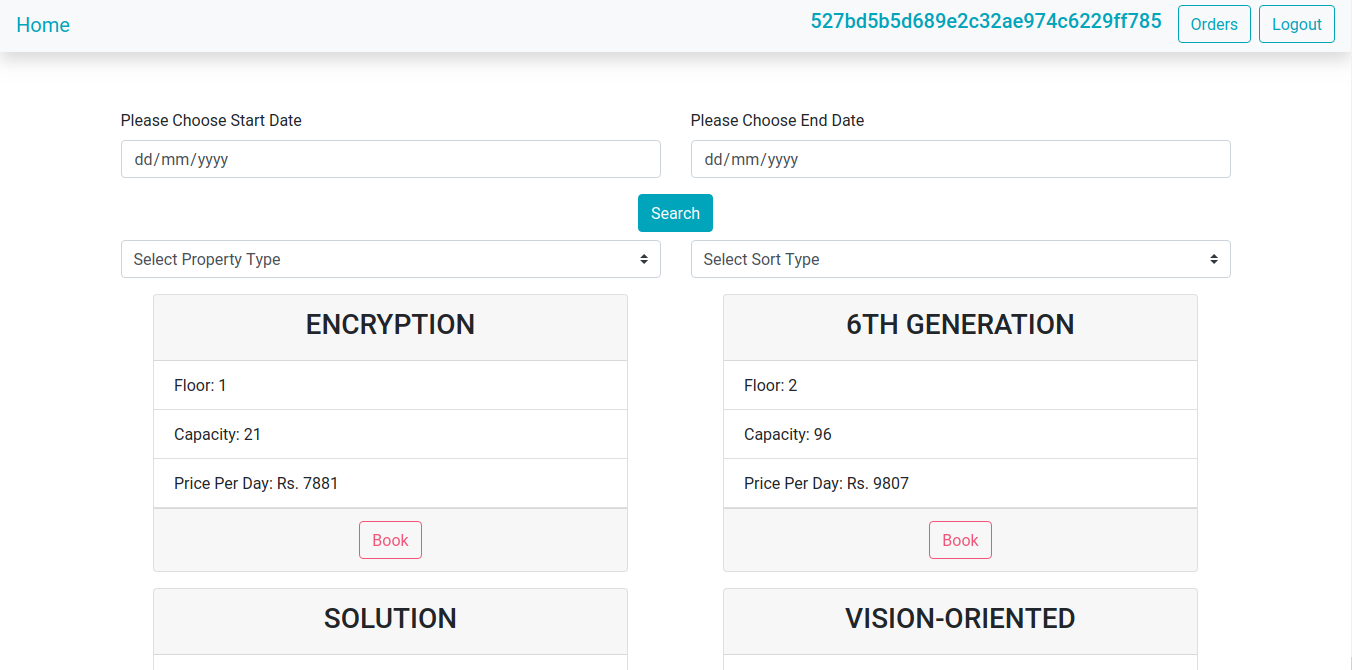 Home
527bd5b5d689e2c32ae974c6229ff785
Orders
Logout
Please Choose Start Date
Please Choose End Date
dd/mm/yyyy
dd/mm/yyyy
Search
Select Property Type
Select Sort Type
ENCRYPTION
Floor: 1
Capacity: 21
Price Per Day: Rs. 7881
Book
6TH GENERATION
Floor: 2
Capacity: 96
Price Per Day: Rs. 9807
Book
SOLUTION
VISION-ORIENTED